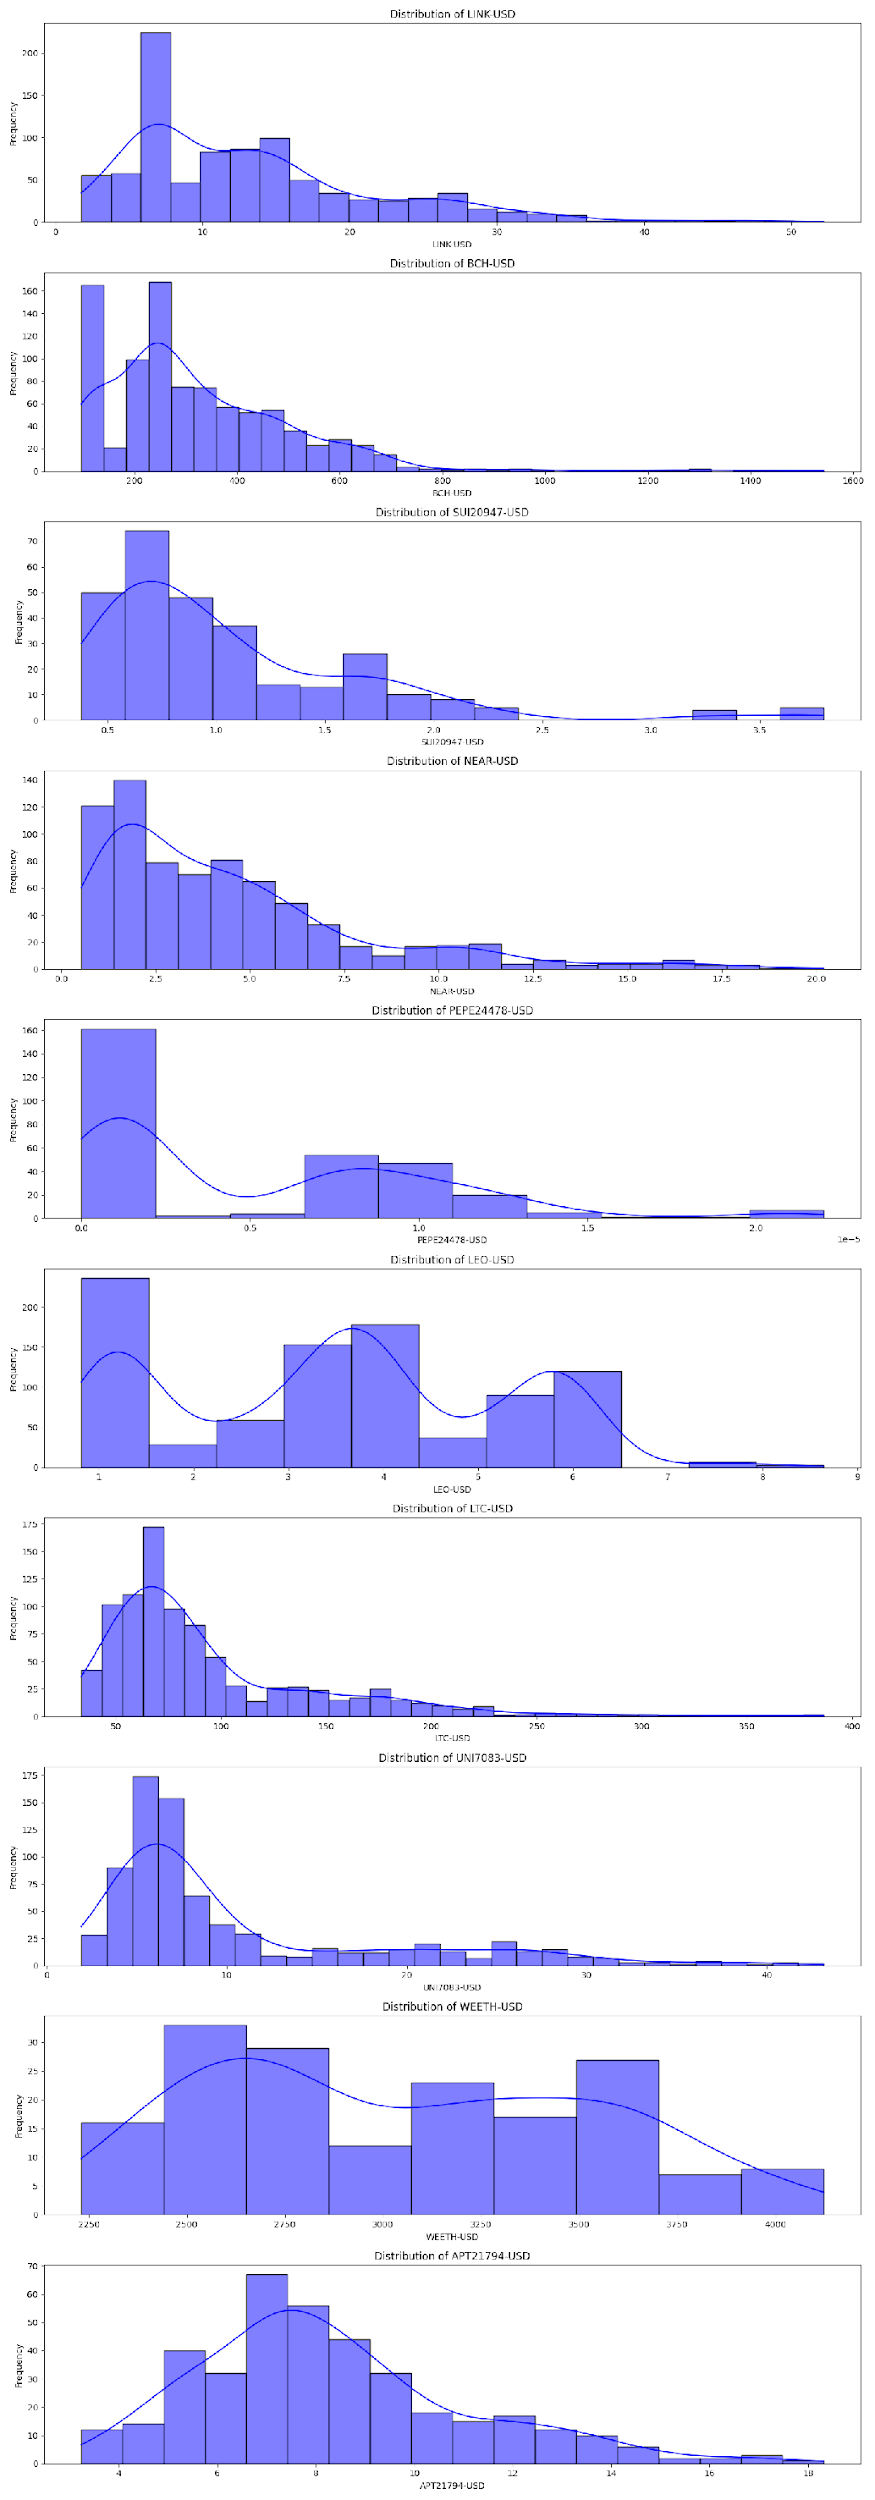 Distribution of LINK-USD
200
150
100
50
0
Frequency
0 10 20 30 40 50
LINK-USD
Distribution of BCH-USD
160
140
120
100
80
60
40
20
0
Frequency
200 400 600 800 1000 1200 1400 1600
BCH-USD
Distribution of SUI20947-USD
70
60
50
40
30
20
10
0
Frequency
0.5 1.0 1.5 2.0 2.5 3.0 3.5
SUI20947-USD
Distribution of NEAR-USD
140
120
100
80
60
40
20
0
Frequency
0.0 2.5 5.0 7.5 10.0 12.5 15.0 17.5 20.0
NEAR-USD
Distribution of PEPE24478-USD
160
140
120
100
80
60
40
20
0
Frequency
0.0 0.5 1.0 1.5 2.0
1e−5
PEPE24478-USD
Distribution of LEO-USD
200
150
100
50
0
Frequency
1 2 3 4 5 6 7 8 9
LEO-USD
Distribution of LTC-USD
175
150
125
100
75
50
25
0
Frequency
50 100 150 200 250 300 350 400
LTC-USD
Distribution of UNI7083-USD
175
150
125
100
75
50
25
0
Frequency
0 10 20 30 40
UNI7083-USD
Distribution of WEETH-USD
30
25
20
15
10
5
0
Frequency
2250 2500 2750 3000 3250 3500 3750 4000
WEETH-USD
Distribution of APT21794-USD
70
60
50
40
30
20
10
0
Frequency
4 6 8 10 12 14 16 18
APT21794-USD